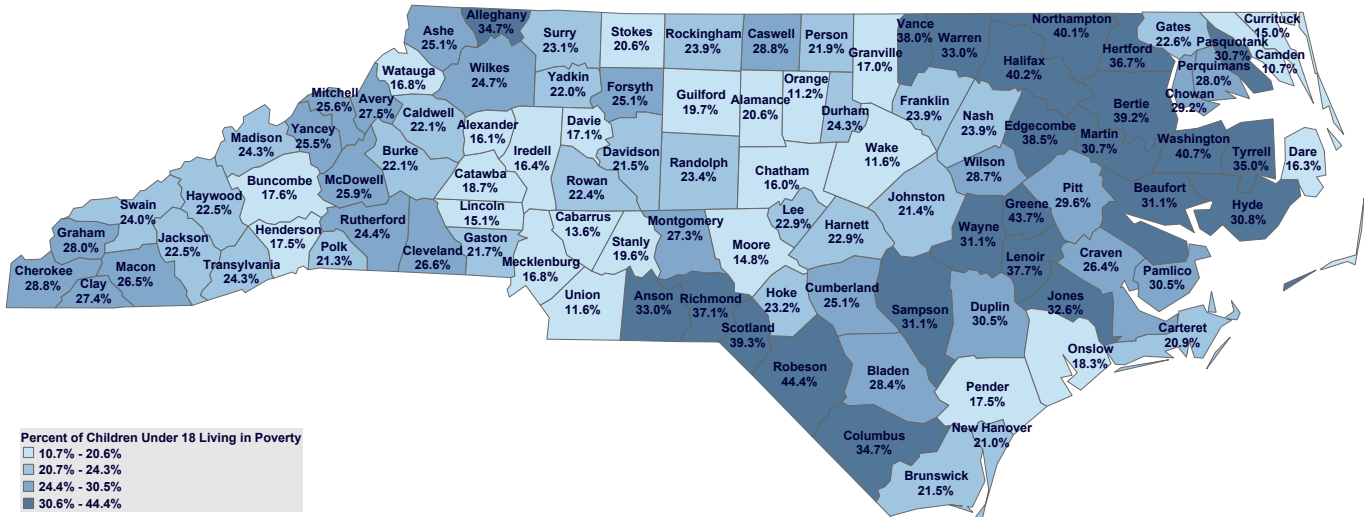 Alleghany
34.7%
Ashe
25.1%
Surry
23.1%
Stokes
20.6%
Rockingham
23.9%
Caswell
28.8%
Person
21.9%
Granville
17.0%
Vance
38.0%
Warren
33.0%
Northampton
40.1%
Halifax
40.2%
Hertford
36.7%
Gates
22.6%
Currituck
15.0%
Pasquotank
30.7%
Camden
10.7%
Perquimans
28.0%
Chowan
29.2%
Watauga
16.8%
Wilkes
24.7%
Yadkin
22.0%
Forsyth
25.1%
Guilford
19.7%
Alamance
20.6%
Orange
11.2%
Durham
24.3%
Franklin
23.9%
Nash
23.9%
Edgecombe
38.5%
Bertie
39.2%
Martin
30.7%
Washington
40.7%
Tyrrell
35.0%
Dare
16.3%
Mitchell
25.6%
Avery
27.5%
Caldwell
22.1%
Alexander
16.1%
Iredell
16.4%
Davie
17.1%
Davidson
21.5%
Randolph
23.4%
Chatham
16.0%
Wake
11.6%
Wilson
28.7%
Pitt
29.6%
Beaufort
31.1%
Hyde
30.8%
Madison
24.3%
Yancey
25.5%
Burke
22.1%
McDowell
25.9%
Catawba
18.7%
Rowan
22.4%
Buncombe
17.6%
Haywood
22.5%
Swain
24.0%
Graham
28.0%
Jackson
22.5%
Henderson
17.5%
Rutherford
24.4%
Lincoln
15.1%
Cabarrus
13.6%
Stanly
19.6%
Montgomery
27.3%
Moore
14.8%
Lee
22.9%
Harnett
22.9%
Johnston
21.4%
Wayne
31.1%
Greene
43.7%
Lenoir
37.7%
Craven
26.4%
Pamlico
30.5%
Cherokee
28.8%
Clay
27.4%
Macon
26.5%
Transylvania
24.3%
Polk
21.3%
Cleveland
26.6%
Gaston
21.7%
Mecklenburg
16.8%
Union
11.6%
Anson
33.0%
Richmond
37.1%
Scotland
39.3%
Hoke
23.2%
Cumberland
25.1%
Sampson
31.1%
Duplin
30.5%
Jones
32.6%
Onslow
18.3%
Carteret
20.9%
Robeson
44.4%
Bladen
28.4%
Pender
17.5%
Columbus
34.7%
New Hanover
21.0%
Brunswick
21.5%
Percent of Children Under 18 Living in Poverty
10.7% - 20.6%
20.7% - 24.3%
24.4% - 30.5%
30.6% - 44.4%